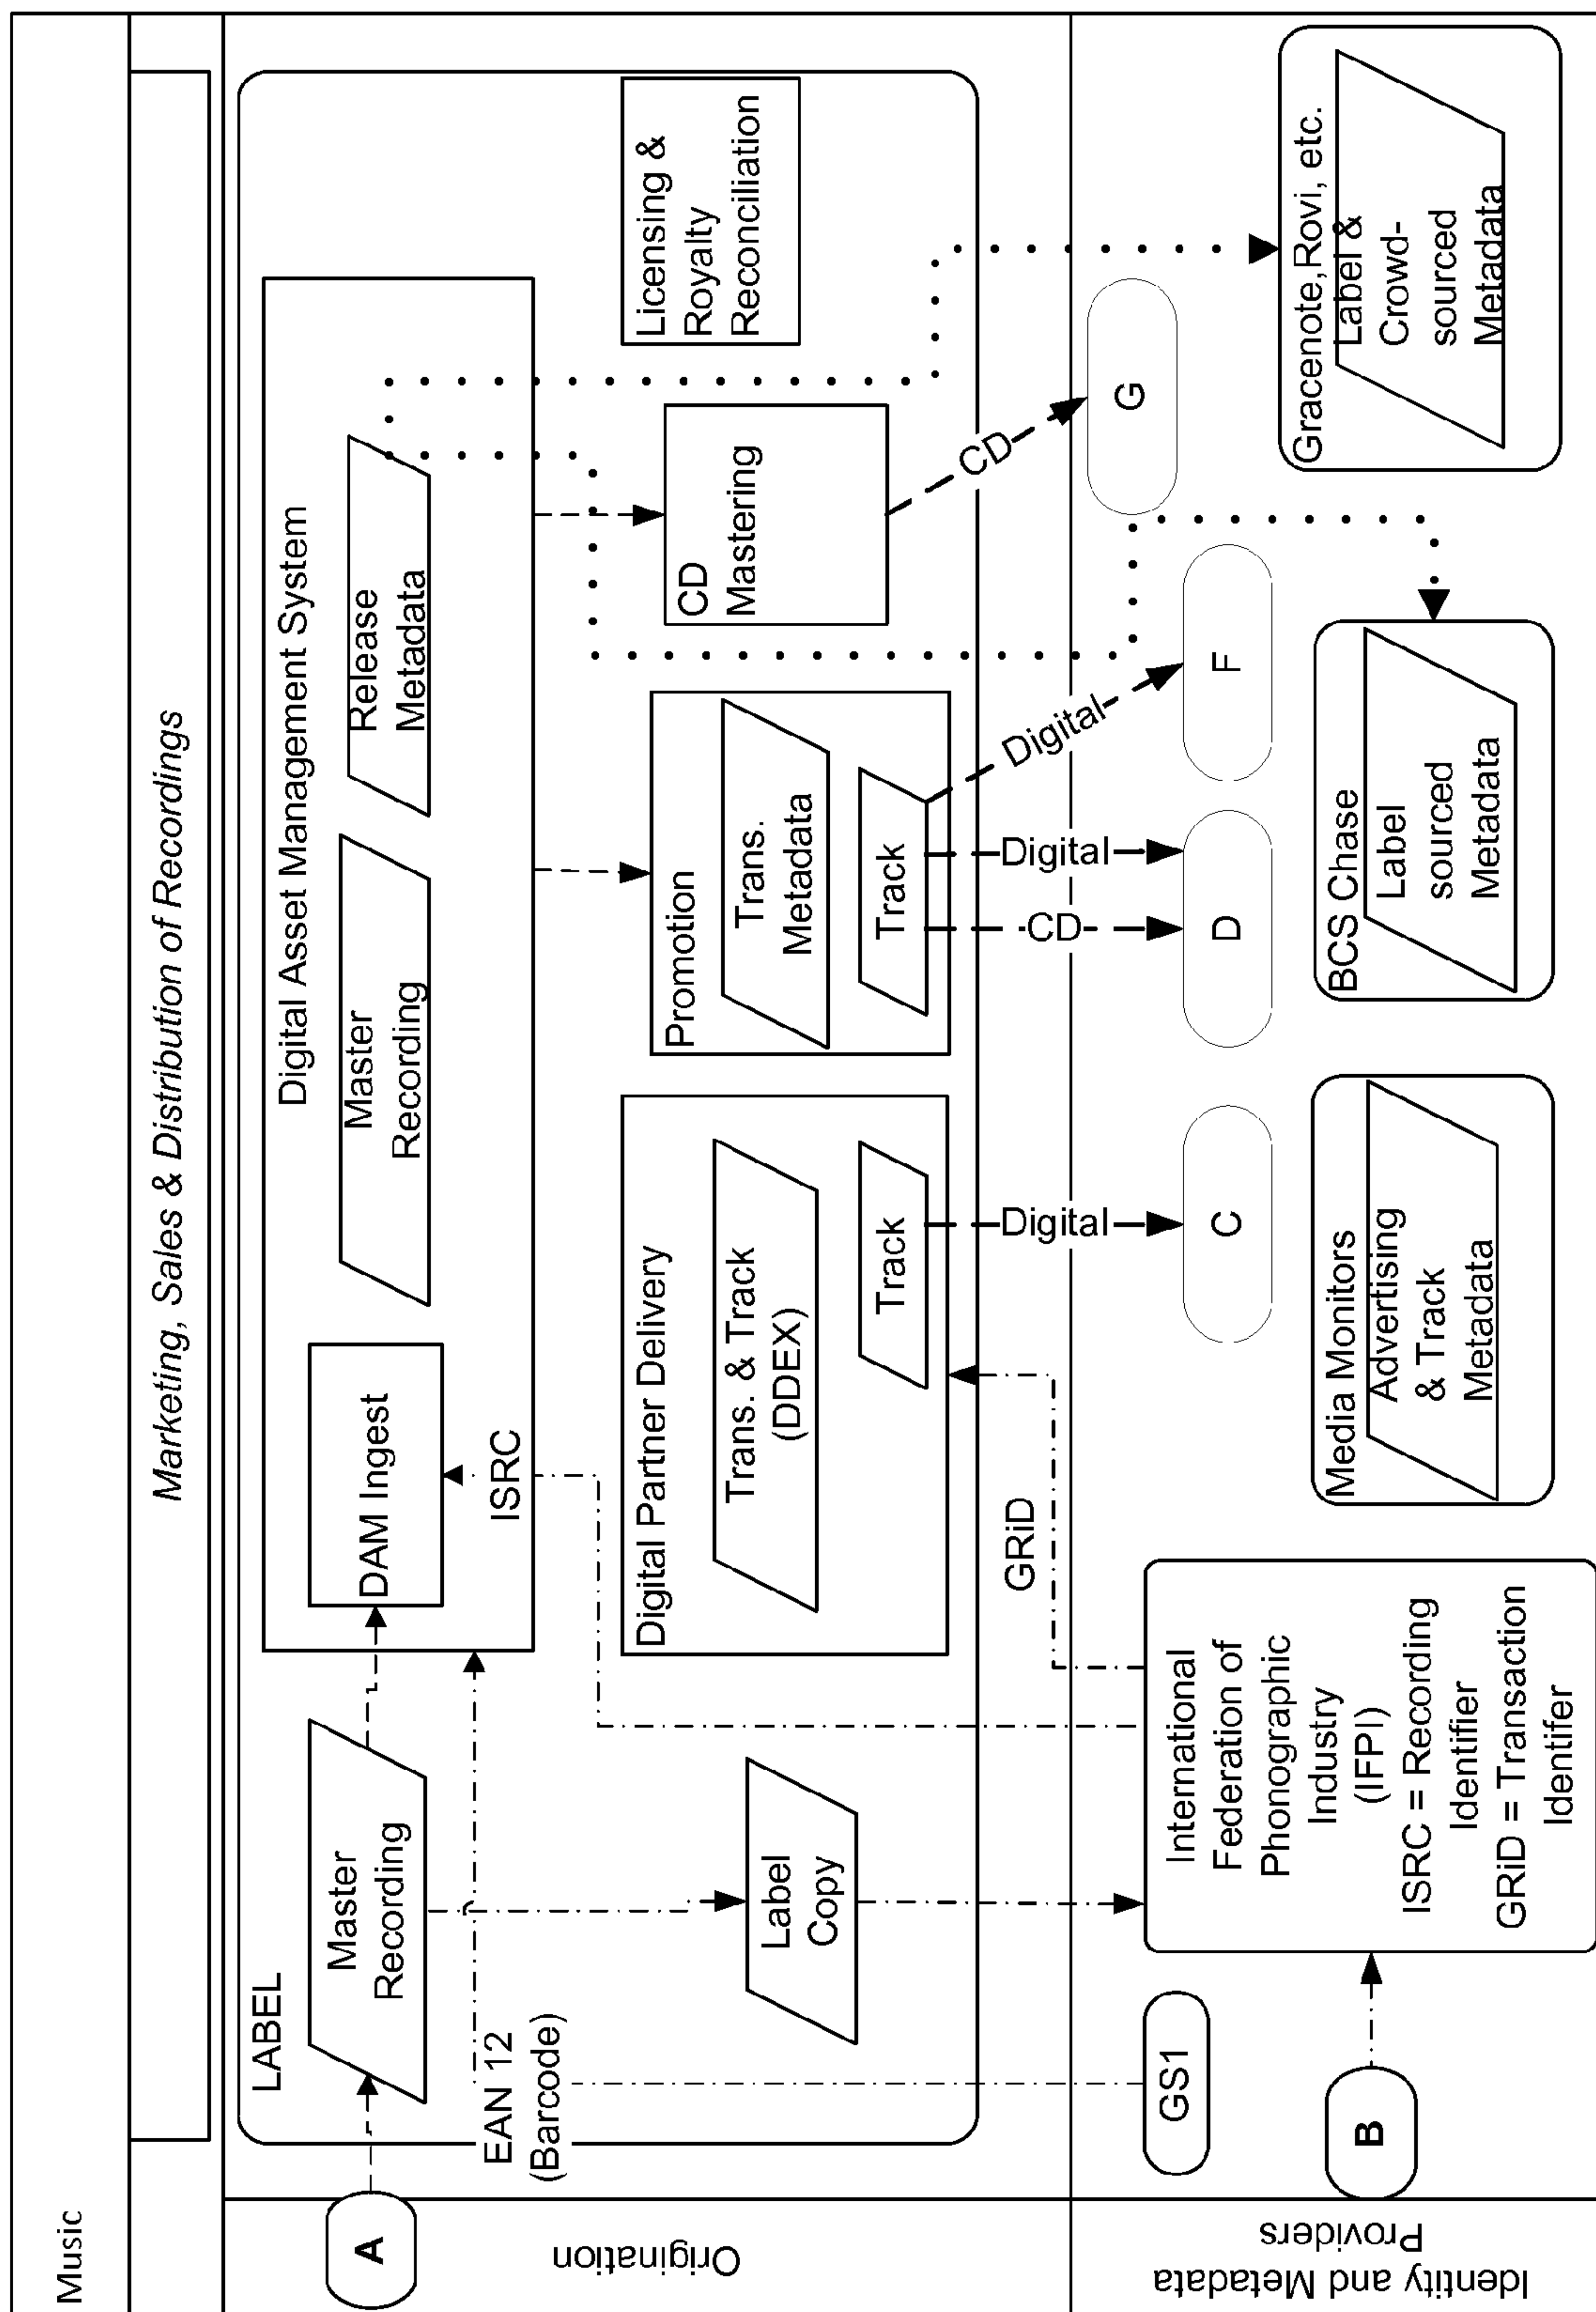 Music
Marketing, Sales & Distribution of Recordings
A
Origination
LABEL
Master
Recording
EAN 12
(Barcode)
Label
Copy
Digital Asset Management System
DAM Ingest
ISRC
Master
Recording
Release
Metadata
Digital Partner Delivery
Trans. & Track
(DDEX)
Track
Promotion
Trans.
Metadata
Track
CD
Mastering
Licensing &
Royalty
Reconciliation
GRiD
Digital
CD
Digital
Digital
CD
Identity and Metadata
Providers
GS1
B
International
Federation of
Phonographic
Industry
(IFPI)
ISRC = Recording
Identifier
GRiD = Transaction
Identifer
C
D
F
G
Media Monitors
Advertising
& Track
Metadata
BCS Chase
Label
sourced
Metadata
Gracenote,Rovi, etc.
Label &
Crowd-
sourced
Metadata